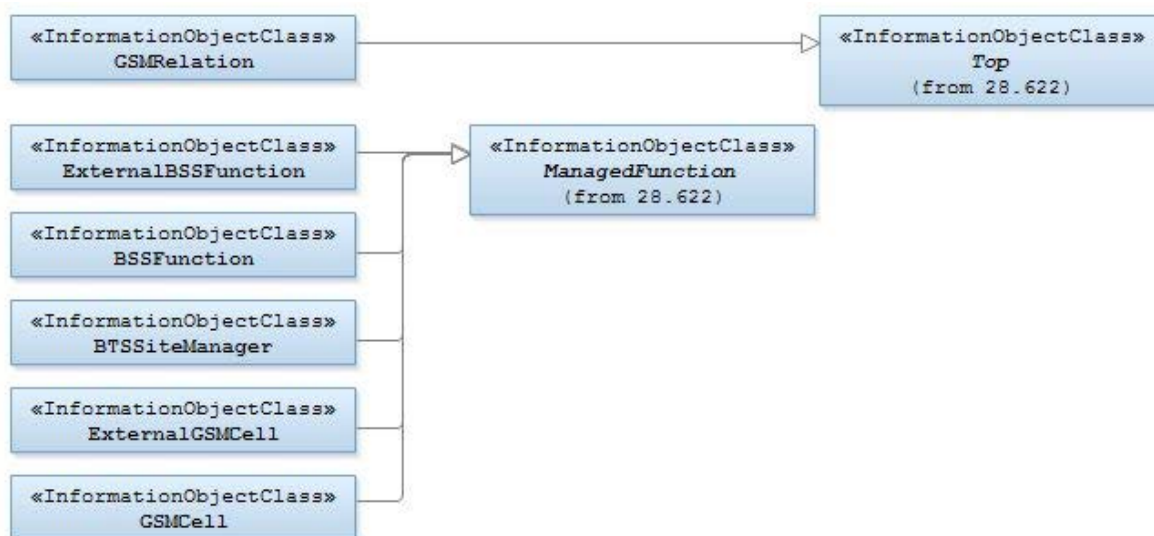 «InformationObjectClass»
GSMRelation
«InformationObjectClass»
Top
(from 28.622)
«InformationObjectClass»
ExternalBSSFunction
«InformationObjectClass»
ManagedFunction
(from 28.622)
«InformationObjectClass»
BSSFunction
«InformationObjectClass»
BTSSiteManager
«InformationObjectClass»
ExternalGSMCell
«InformationObjectClass»
GSMCell